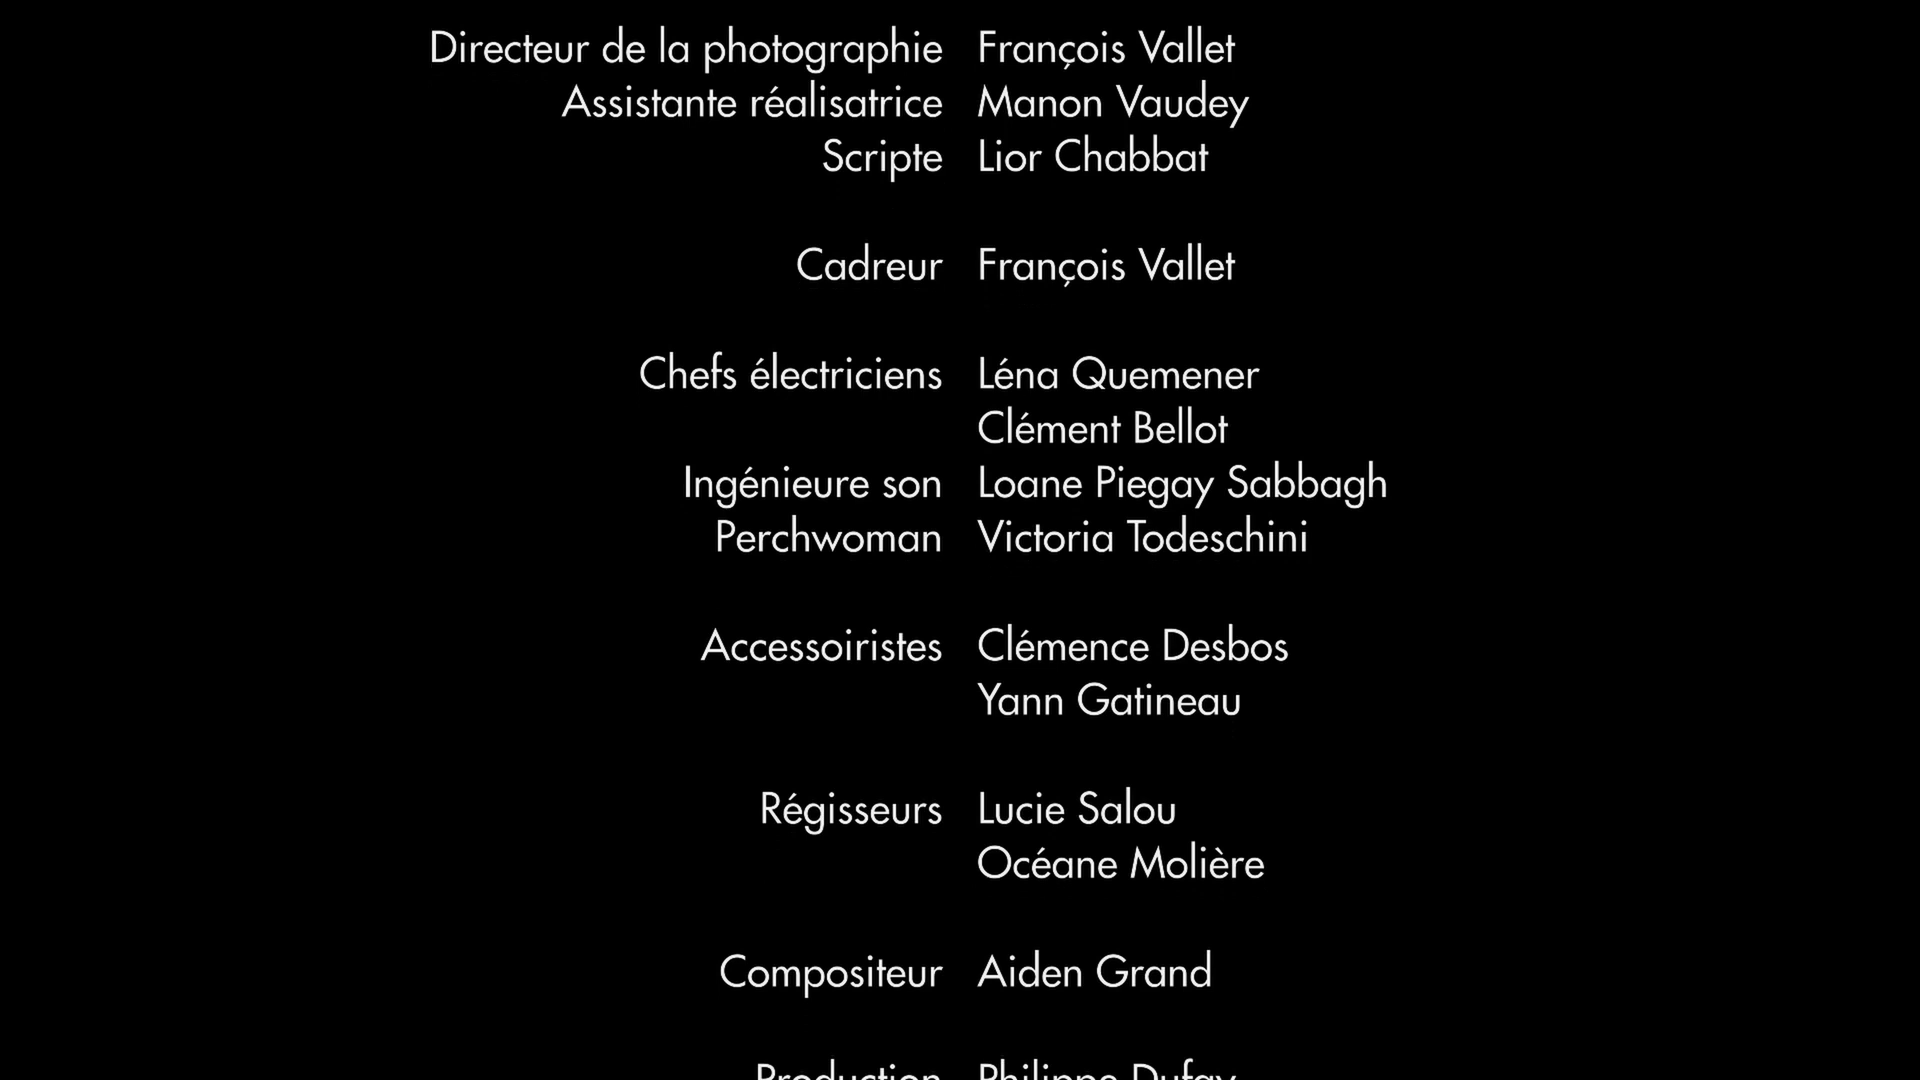 Directeur de la photographie François Vallet
Assistante réalisatrice Manon Vaudey
Scripte Lior Chabbat
Cadreur François Vallet
Chefs électriciens Léna Quemener
Clément Bellot
Ingénieure son Loane Piegay Sabbagh
Perchwoman Victoria Todeschini
Accessoiristes Clémence Desbos
Yann Gatineau
Régisseurs Lucie Salou
Océane Molière
Compositeur Aiden Grand
Production Philippe Dufay